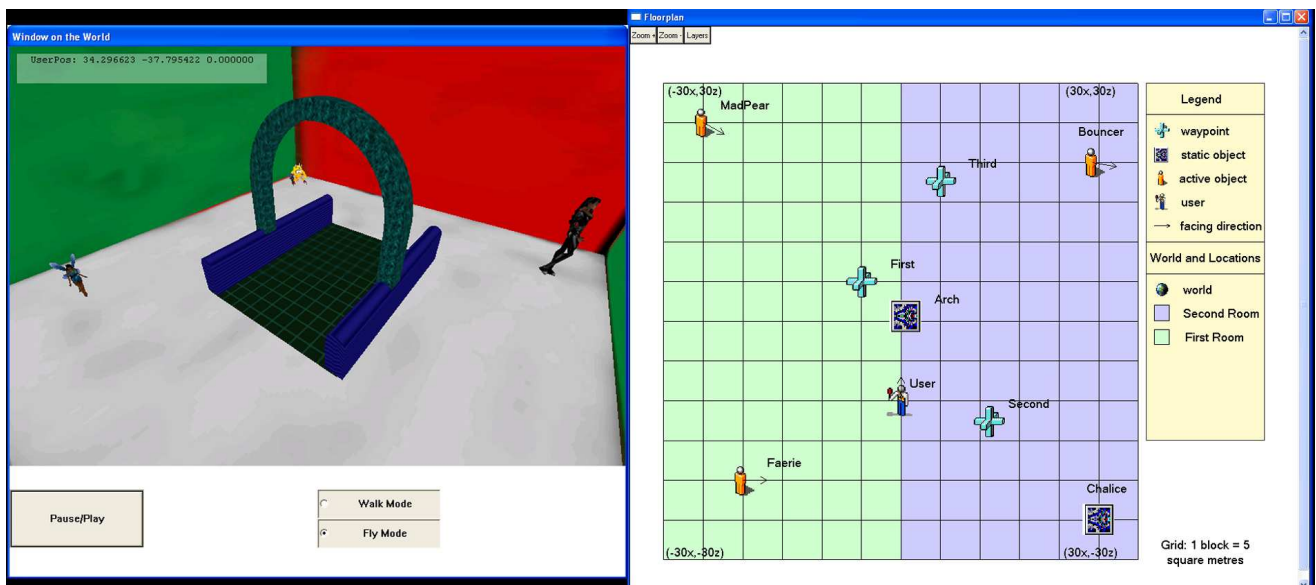 Window on the World
UserPos: 34.296623 -37.795422 0.000000
Pause/Play
Walk Mode
Fly Mode
Floorplan
Zoom + Zoom - Layers
(-30x,30z)
(30x,30z)
MadPear
Bouncer
Third
First
Arch
User
Second
Faerie
Chalice
(-30x,-30z)
(30x,-30z)
Legend
waypoint
static object
active object
user
facing direction
World and Locations
world
Second Room
First Room
Grid: 1 block = 5
square metres